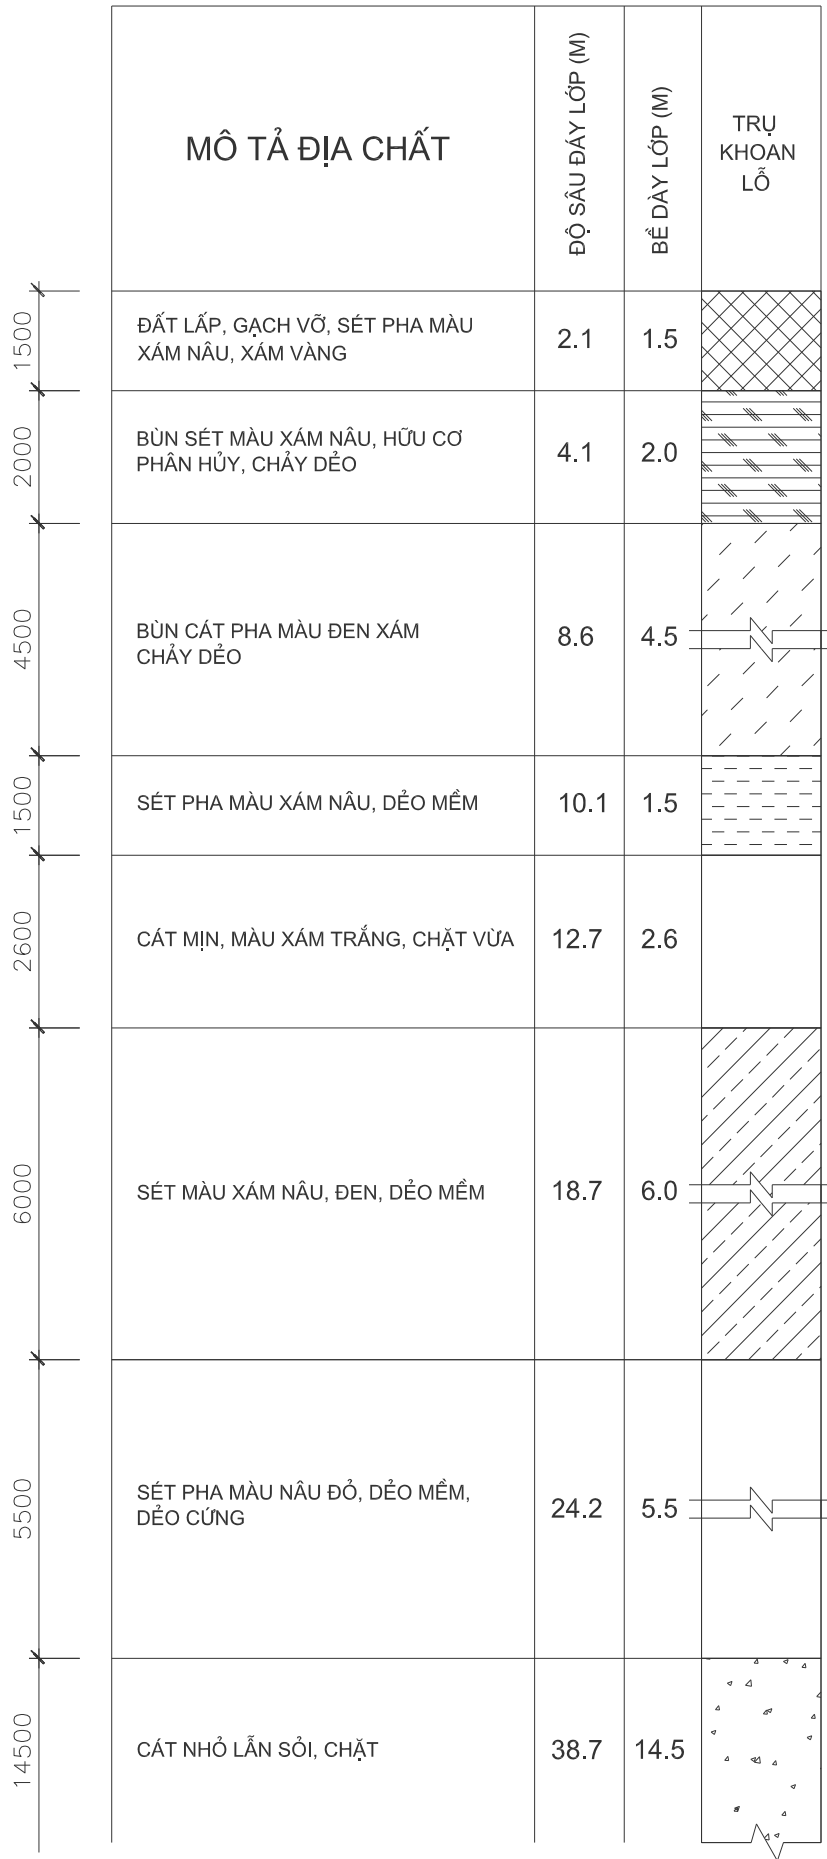 MÔ TẢ ĐỊA CHẤT
ĐỘ SÂU ĐÁY LỚP (M)
BỀ DÀY LỚP (M)
TRỤ
KHOAN
LỖ
1500
ĐẤT LẤP, GẠCH VỠ, SÉT PHA MÀU
XÁM NÂU, XÁM VÀNG
2.1
1.5
2000
BÙN SÉT MÀU XÁM NÂU, HỮU CƠ
PHÂN HỦY, CHẢY DẺO
4.1
2.0
4500
BÙN CÁT PHA MÀU ĐEN XÁM
CHẢY DẺO
8.6
4.5
1500
SÉT PHA MÀU XÁM NÂU, DẺO MỀM
10.1
1.5
2600
CÁT MỊN, MÀU XÁM TRẮNG, CHẶT VỪA
12.7
2.6
6000
SÉT MÀU XÁM NÂU, ĐEN, DẺO MỀM
18.7
6.0
5500
SÉT PHA MÀU NÂU ĐỎ, DẺO MỀM,
DẺO CỨNG
24.2
5.5
14500
CÁT NHỎ LẪN SỎI, CHẶT
38.7
14.5